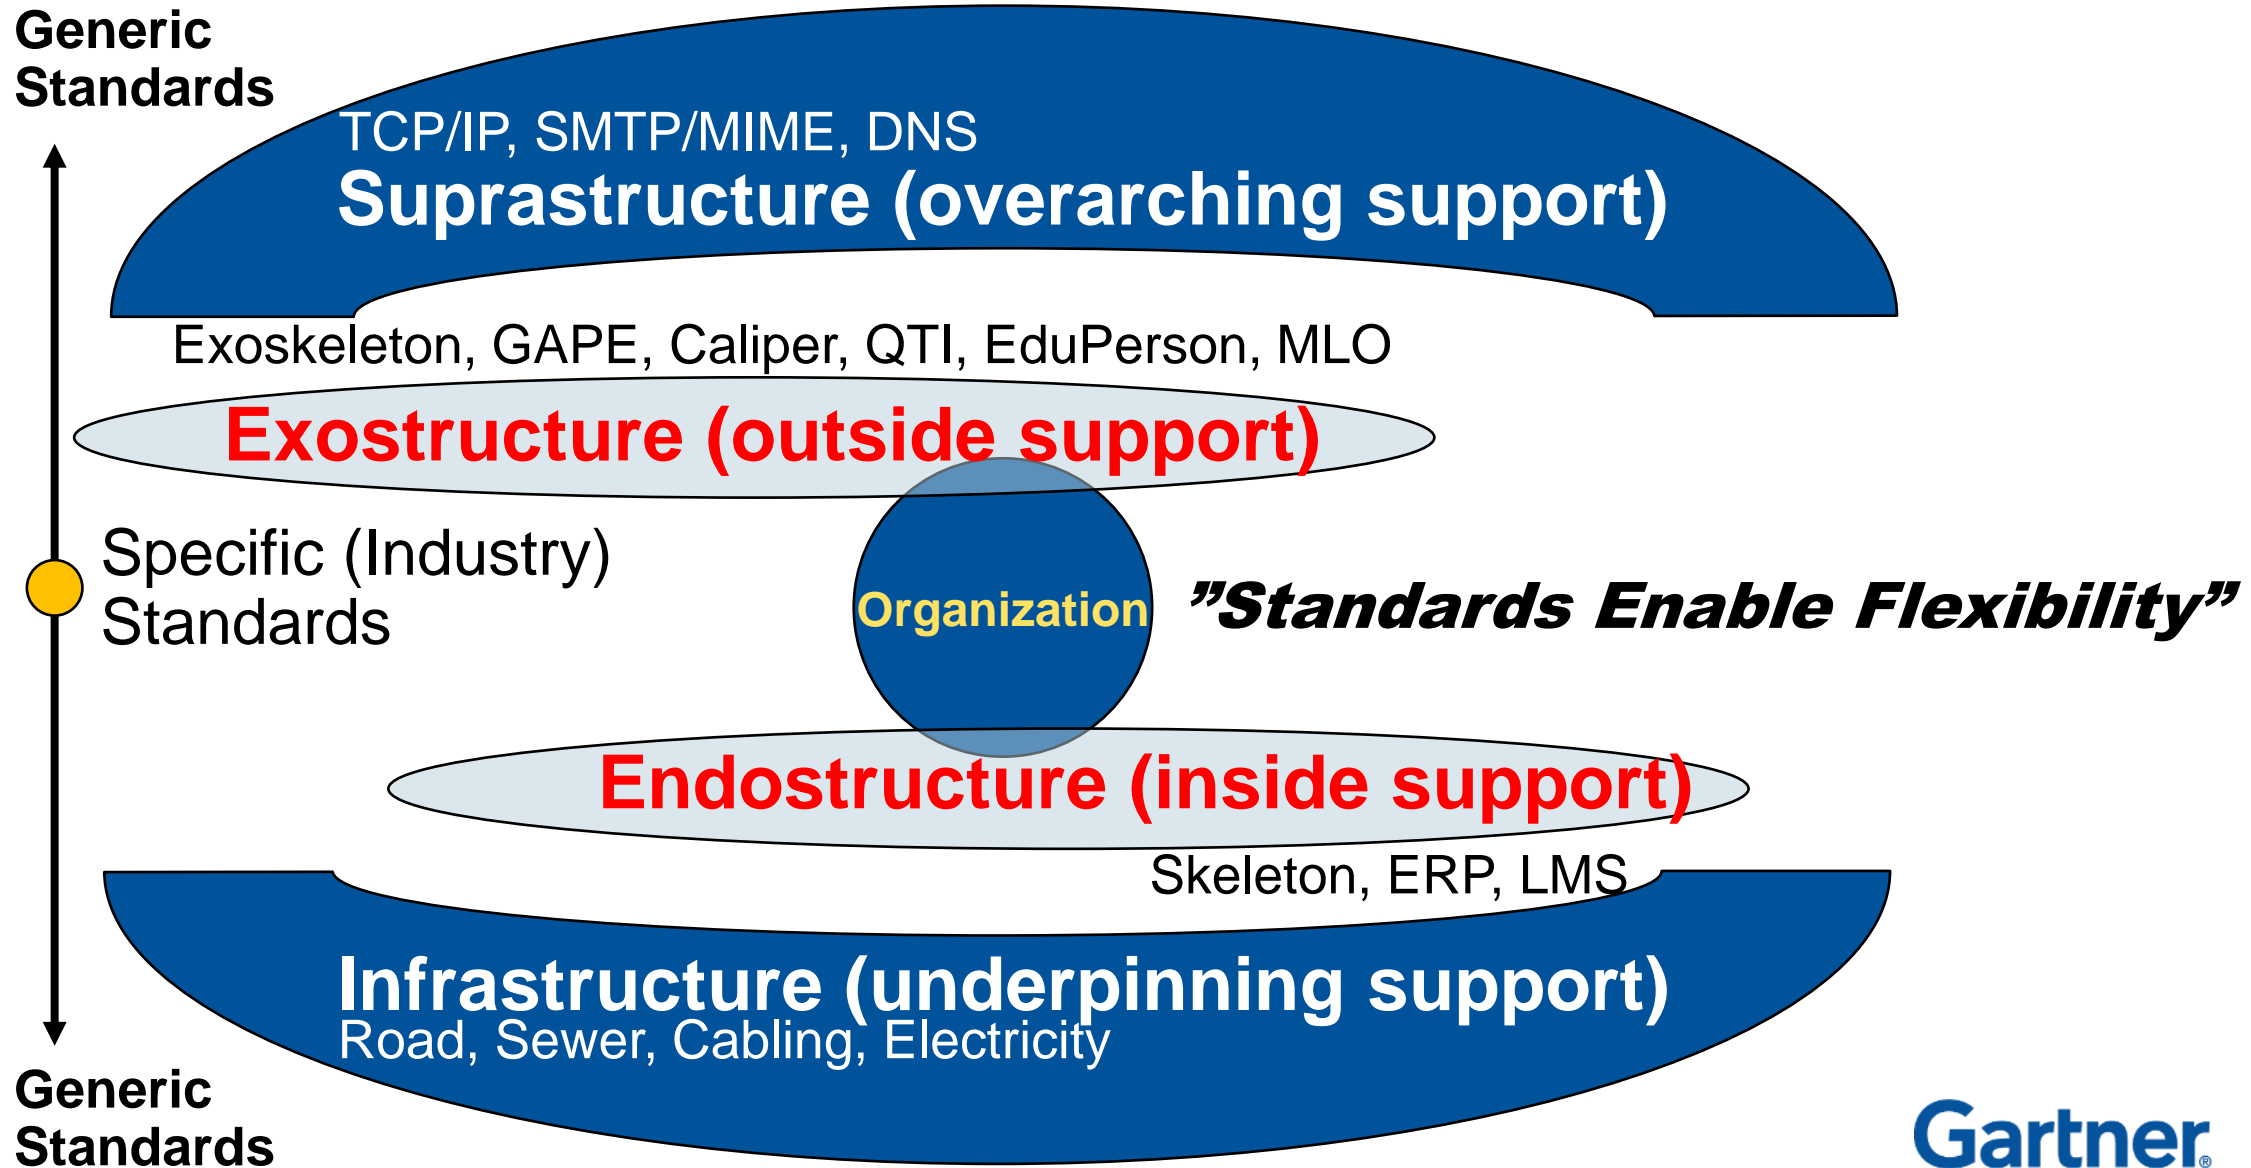 Generic
Standards
TCP/IP, SMTP/MIME, DNS
Suprastructure (overarching support)
Exoskeleton, GAPE, Caliper, QTI, EduPerson, MLO
Exostructure (outside support)
Specific (Industry)
Standards
Organization
”Standards Enable Flexibility”
Endostructure (inside support)
Skeleton, ERP, LMS
Infrastructure (underpinning support)
Road, Sewer, Cabling, Electricity
Generic
Standards
Gartner®